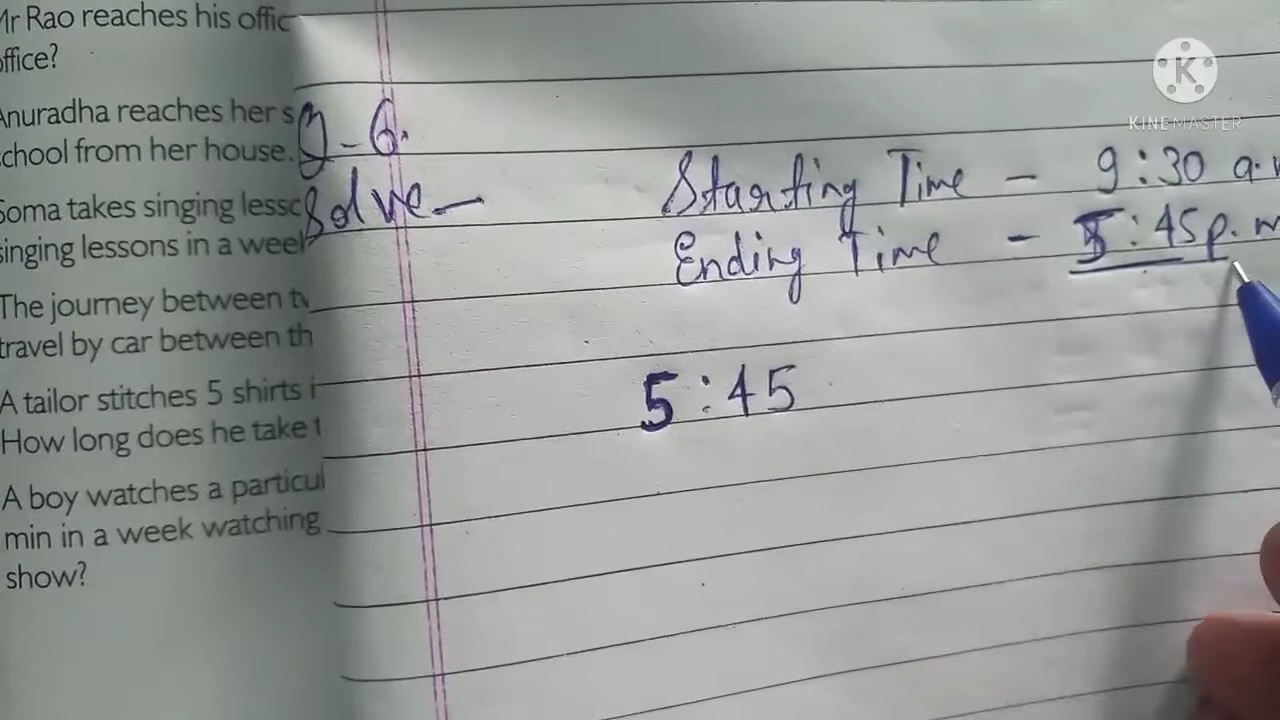 Mr Rao reaches his offic
office?
Anuradha reaches her s
school from her house.
Soma takes singing lesso
singing lessons in a week
The journey between tw
travel by car between th
A tailor stitches 5 shirts i
How long does he take t
A boy watches a particul
min in a week watching
show?
Q-6.
Solve-
Starting Time - 9:30 a.m
Ending Time - 5:45 p.m
5:45
KINEMASTER